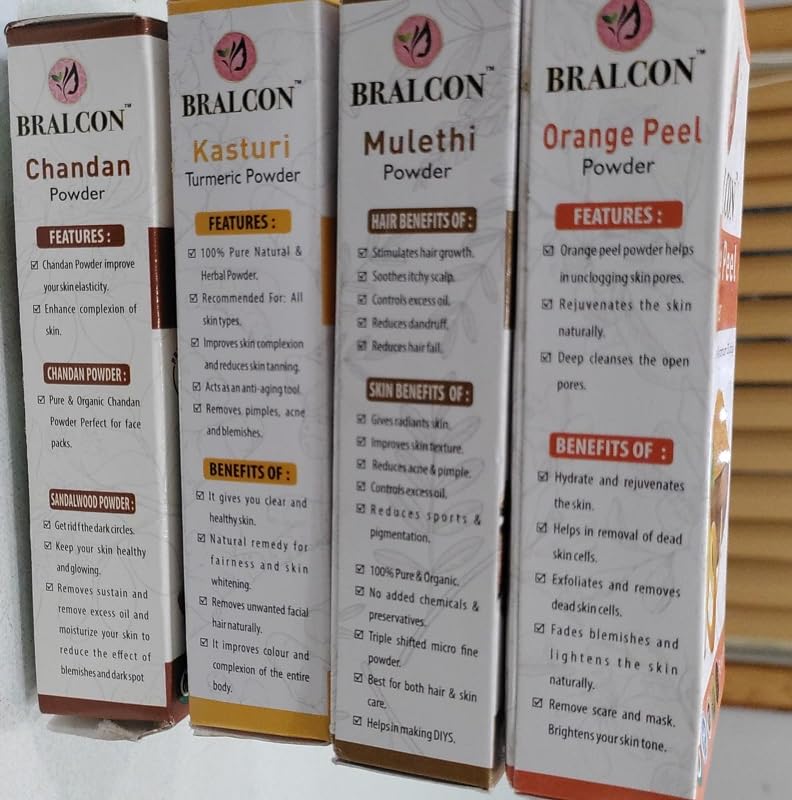 BRALCON™
Chandan
Powder
FEATURES :
Chandan Powder improve
your skin elasticity.
Enhance complexion of
skin.
CHANDAN POWDER :
Pure & Organic Chandan
Powder Perfect for face
packs.
SANDALWOOD POWDER :
Get rid f the dark circles.
Keep your skin healthy
and glowing.
Removes sustain and
remove excess oil and
moisturize your skin to
reduce the effect of
blemishes and dark spot
BRALCON™
Kasturi
Turmeric Powder
FEATURES :
100% Pure Natural &
Herbal Powder.
Recommended For: All
skin types.
Improves skin complexion
and reduces skin tanning.
Acts as an anti-aging tool.
Removes pimples, acne
and blemishes.
BENEFITS OF :
It gives you clear and
healthy skin.
Natural remedy for
fairness and skin
whitening.
Removes unwanted facial
hair naturally.
It improves colour and
complexion of the entire
body.
BRALCON™
Mulethi
Powder
HAIR BENEFITS OF :
Stimulates hair growth.
Soothes itchy scalp.
Controls excess oil.
Reduces dandruff.
Reduces hair fall.
SKIN BENEFITS OF :
Gives radiants skin.
Improves skin texture.
Reduces acne & pimple.
Controls excess oil.
Reduces sports &
pigmentation.
100% Pure & Organic.
No added chemicals &
preservatives.
Triple shifted micro fine
powder.
Best for both hair & skin
care.
Helps in making DIYS.
BRALCON™
Orange Peel
Powder
FEATURES :
Orange peel powder helps
in unclogging skin pores.
Rejuvenates the skin
naturally.
Deep cleanses the open
pores.
BENEFITS OF :
Hydrate and rejuvenates
the skin.
Helps in removal of dead
skin cells.
Exfoliates and removes
dead skin cells.
Fades blemishes and
lightens the skin
naturally.
Remove scare and mask.
Brightens your skin tone.
Peel